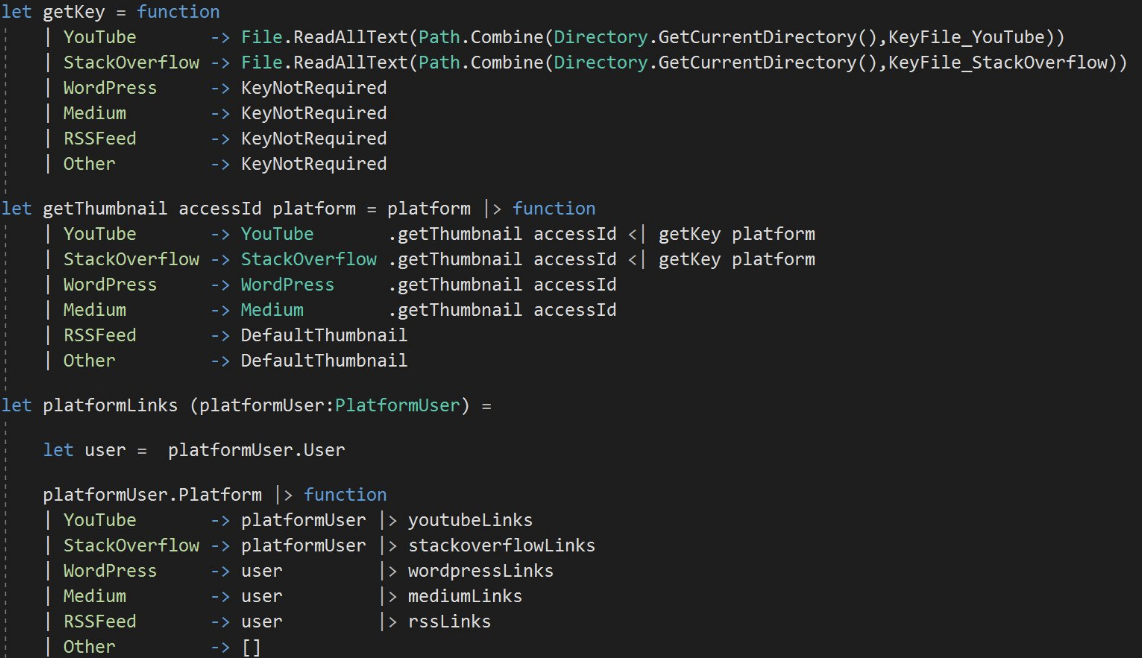 let getKey = function
    | YouTube       -> File.ReadAllText(Path.Combine(Directory.GetCurrentDirectory(),KeyFile_YouTube))
    | StackOverflow -> File.ReadAllText(Path.Combine(Directory.GetCurrentDirectory(),KeyFile_StackOverflow))
    | WordPress     -> KeyNotRequired
    | Medium        -> KeyNotRequired
    | RSSFeed       -> KeyNotRequired
    | Other         -> KeyNotRequired

let getThumbnail accessId platform = platform |> function
    | YouTube       -> YouTube       .getThumbnail accessId <| getKey platform
    | StackOverflow -> StackOverflow .getThumbnail accessId <| getKey platform
    | WordPress     -> WordPress     .getThumbnail accessId
    | Medium        -> Medium        .getThumbnail accessId
    | RSSFeed       -> DefaultThumbnail
    | Other         -> DefaultThumbnail

let platformLinks (platformUser:PlatformUser) =

    let user =  platformUser.User

    platformUser.Platform |> function
    | YouTube       -> platformUser |> youtubeLinks
    | StackOverflow -> platformUser |> stackoverflowLinks
    | WordPress     -> user         |> wordpressLinks
    | Medium        -> user         |> mediumLinks
    | RSSFeed       -> user         |> rssLinks
    | Other         -> []